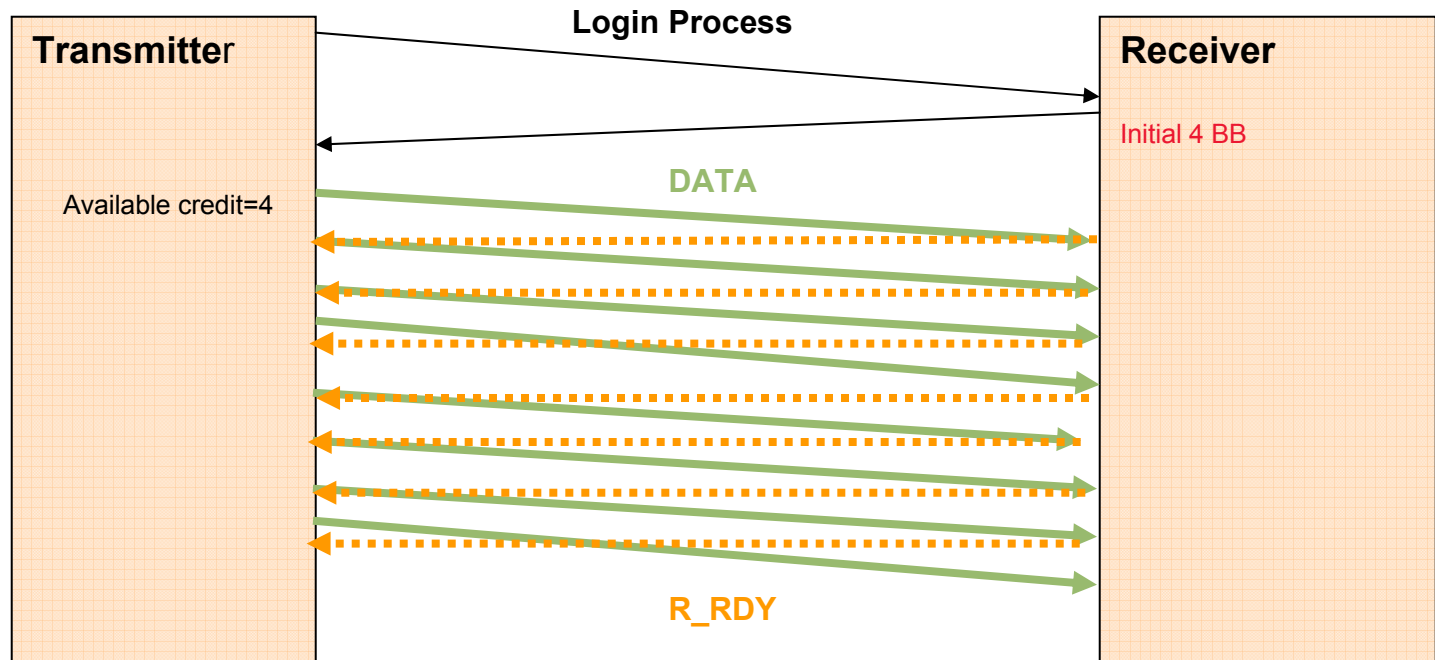 Login Process
Transmitter
Receiver
Initial 4 BB
DATA
Available credit=4
R_RDY